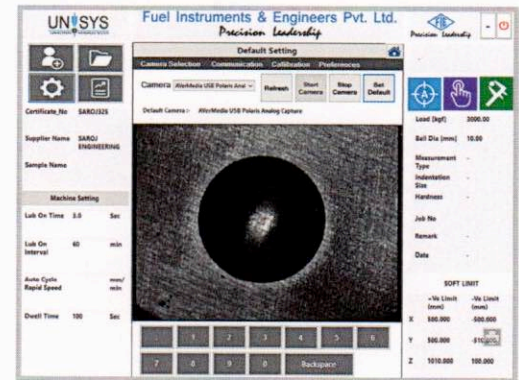 UNISYS
Fuel Instruments & Engineers Pvt. Ltd.
Precision Leadership
FIE
Precision Leadership
Default Setting
Camera Selection Communication Calibration Preferences
Camera AVerMedia USB Polaris Anal
Refresh
Start Camera
Stop Camera
Set Default
Default Camera :- AVerMedia USB Polaris Analog Capture
Certificate_No SAROJ325
Supplier Name SAROJ ENGINEERING
Sample Name
Machine Setting
Lub On Time 3.0 Sec
Lub On Interval 60 min
Auto Cycle Rapid Speed mm/min
Dwell Time 100 Sec
Load [kgf] 3000.00
Ball Dia [mm] 10.00
Measurement Type -
Indentation Size -
Hardness -
Job No
Remark -
Date -
SOFT LIMIT
+Ve Limit (mm) -Ve Limit (mm)
X 500.000 -500.000
Y 500.000
Z 1010.000 100.000
. 1 2 3 4 5 6
7 8 9 0 Backspace